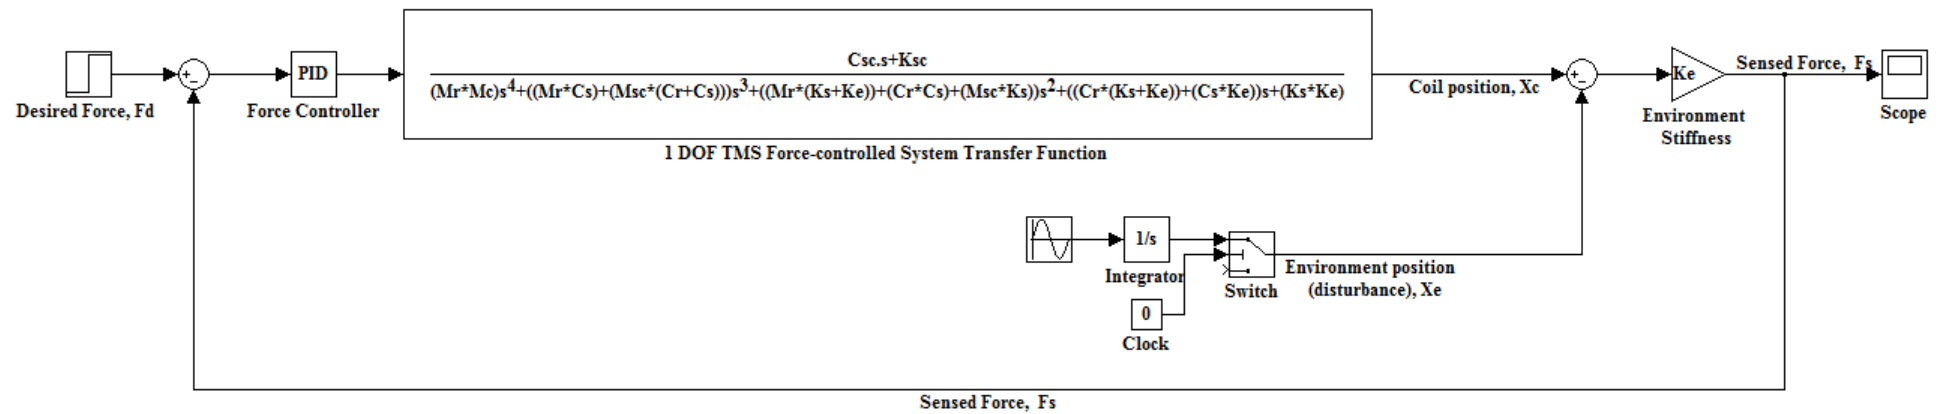 Desired Force, Fd
+
-
PID
Force Controller
Csc.s+Ksc
(Mr*Mc)s4+((Mr*Cs)+(Msc*(Cr+Cs)))s3+((Mr*(Ks+Ke))+(Cr*Cs)+(Msc*Ks))s2+((Cr*(Ks+Ke))+(Cs*Ke))s+(Ks*Ke)
1 DOF TMS Force-controlled System Transfer Function
Coil position, Xc
+
-
Ke
Environment
Stiffness
Sensed Force, Fs
Scope
1/s
Integrator
0
Clock
Switch
Environment position
(disturbance), Xe
Sensed Force, Fs